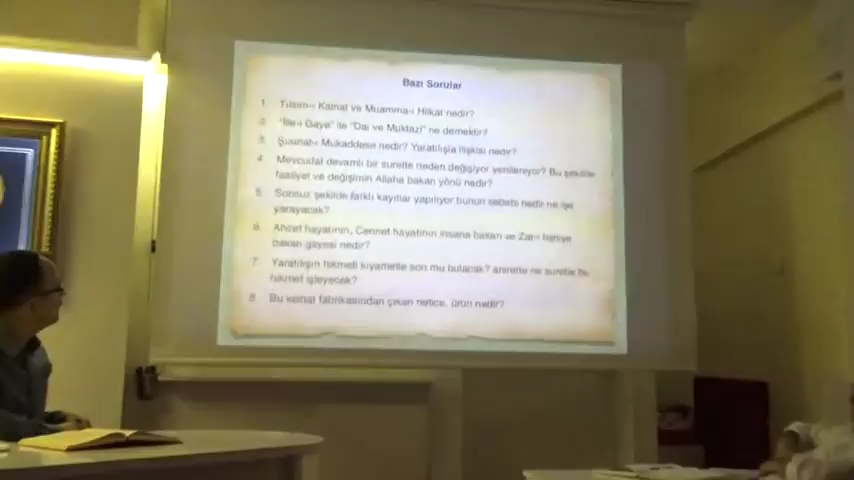 Bazı Sorular
1. Tılsım-ı Kainat ve Muamma-ı Hilkat nedir?
2. "İlle-i Gaye" ile "Dai ve Muktazi" ne demektir?
3. Şuunat-ı Mukaddese nedir? Yaratılışla ilişkisi nedir?
4. Mevcudat devamlı bir surette neden değişiyor yenileniyor? Bu şekilde
faaliyet ve değişimin Allaha bakan yönü nedir?
5. Sonsuz şekilde farklı kayıtlar yapılıyor bunun sebebi nedir ne işe
yarayacak?
6. Ahiret hayatının, Cennet hayatının insana bakan ve Zat-ı
bakan gayesi nedir?
7. Yaratılışın hikmeti kıyametle son mu bulacak? ahirette ne suretle bu
hikmet işleyecek?
8. Bu kainat fabrikasından çıkan netice, ürün nedir?